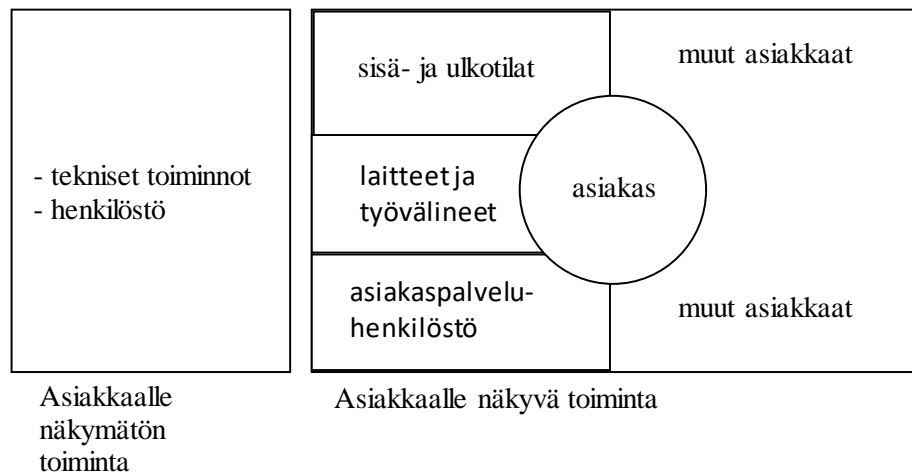 - tekniset toiminnot
- henkilöstö
sisä- ja ulkotilat
laitteet ja
työvälineet
asiakaspalvelu-
henkilöstö
asiakas
muut asiakkaat
muut asiakkaat
Asiakkaalle
näkymätön
toiminta
Asiakkaalle näkyvä toiminta